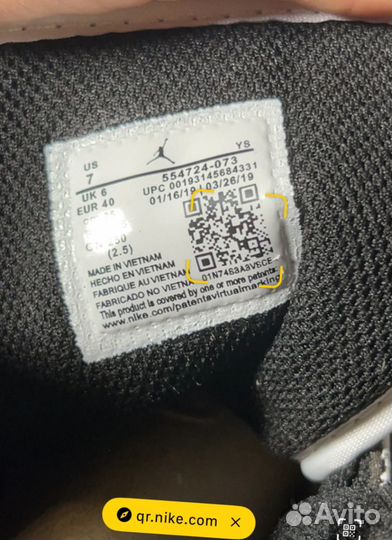 US
7
YS
554724-073
UK 6
UPC 00193145684331
EUR 40
01/16/19 03/26/19
(2.5)
MADE IN VIETNAM
HECHO EN VIETNAM
FABRIQUE AU VIETNAM
FABRICADO NO VIETNAM
This product is covered by one or more patents.
www.nike.com/patentsvirtualmarking
qr.nike.com ×
Avito